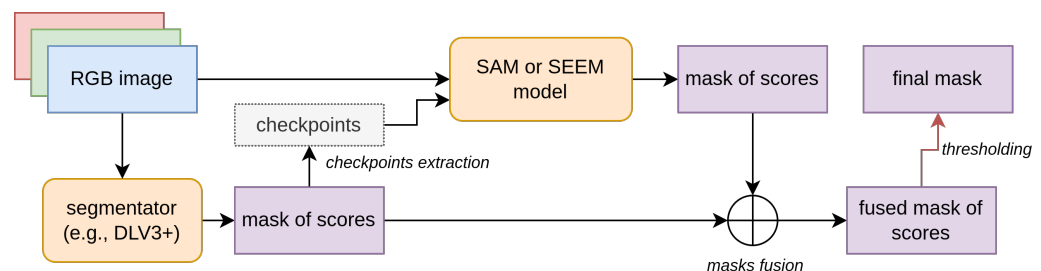 RGB image
SAM or SEEM
model
mask of scores
final mask
checkpoints
checkpoints extraction
thresholding
segmentator
(e.g., DLV3+)
mask of scores
fused mask of
scores
masks fusion